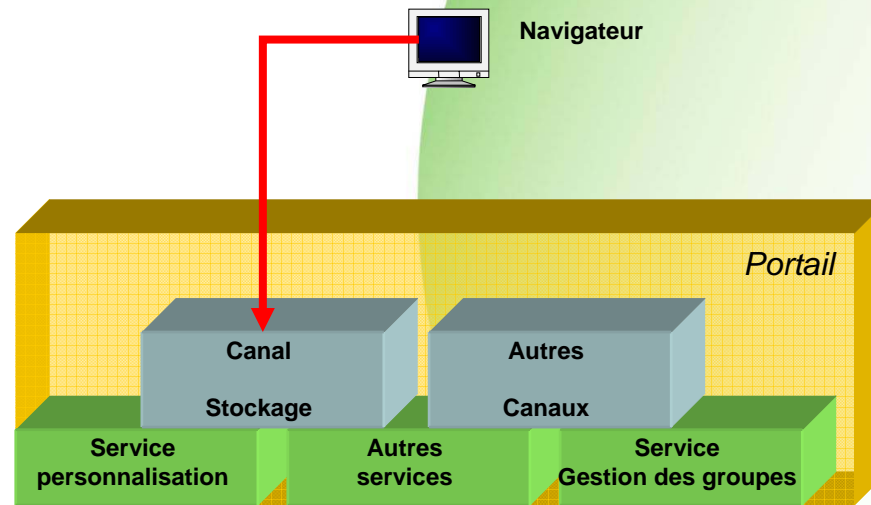 Navigateur
Portail
Canal
Stockage
Autres
Canaux
Service
personnalisation
Autres
services
Service
Gestion des groupes